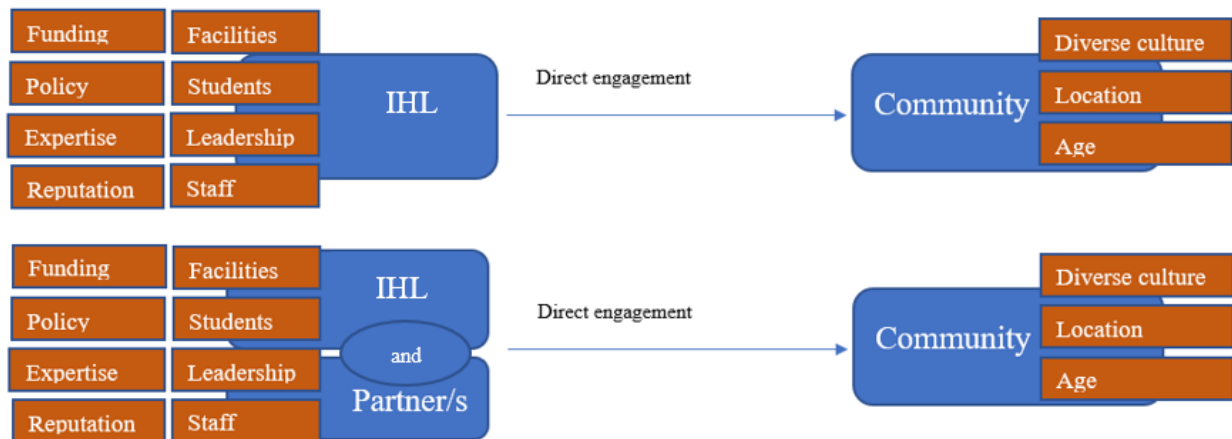 Funding
Facilities
Policy
Students
Expertise
Leadership
Reputation
Staff
IHL
Direct engagement
Community
Diverse culture
Location
Age
Funding
Facilities
Policy
Students
Expertise
Leadership
Reputation
Staff
IHL
and
Partner/s
Direct engagement
Community
Diverse culture
Location
Age